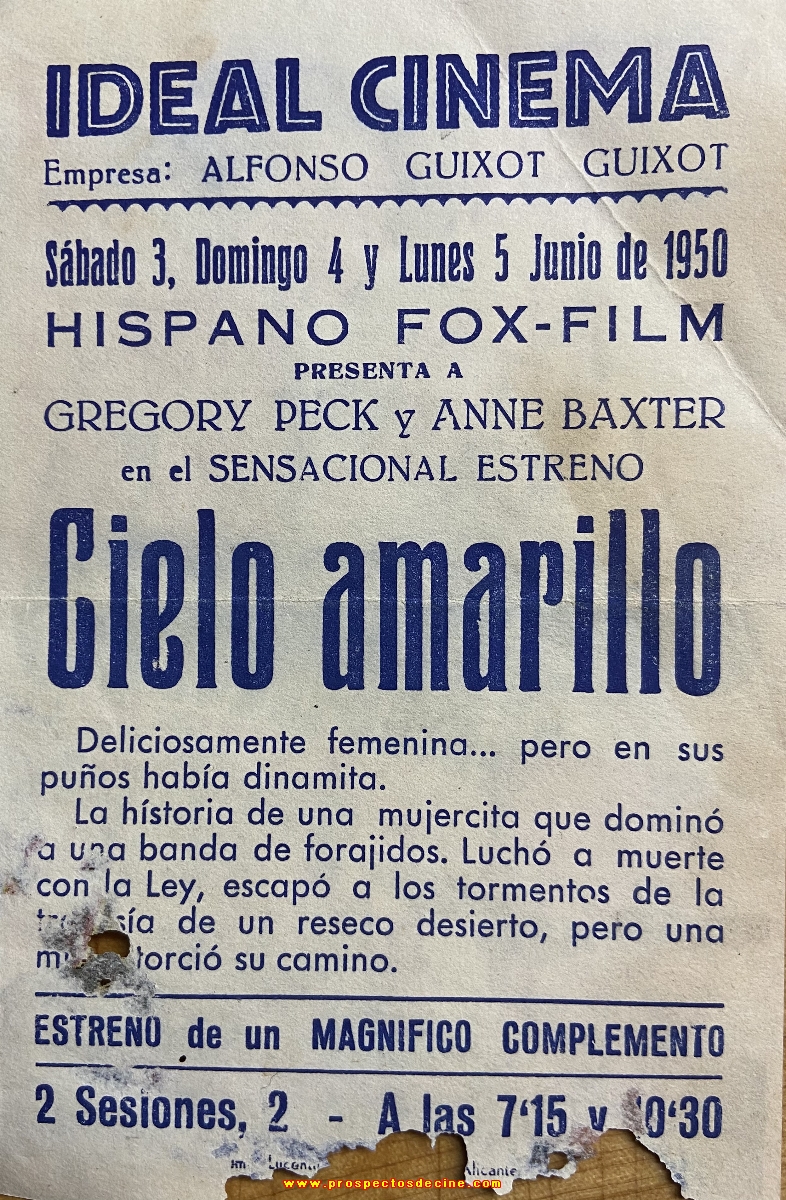 IDEAL CINEMA
Empresa: ALFONSO GUIXOT GUIXOT
Sábado 3, Domingo 4 y Lunes 5 Junio de 1950
HISPANO FOX-FILM
PRESENTA A
GREGORY PECK y ANNE BAXTER
en el SENSACIONAL ESTRENO
Cielo amarillo
Deliciosamente femenina... pero en sus
puños había dinamita.
La hístoria de una mujercita que dominó
a una banda de forajidos. Luchó a muerte
con la Ley, escapó a los tormentos de la
de un reseco desierto, pero una
torció su camino.
ESTRENO de un MAGNIFICO COMPLEMENTO
2 Sesiones, 2 - A las 7'15 y 10'30
Alicante
www.prospectosdecine.com